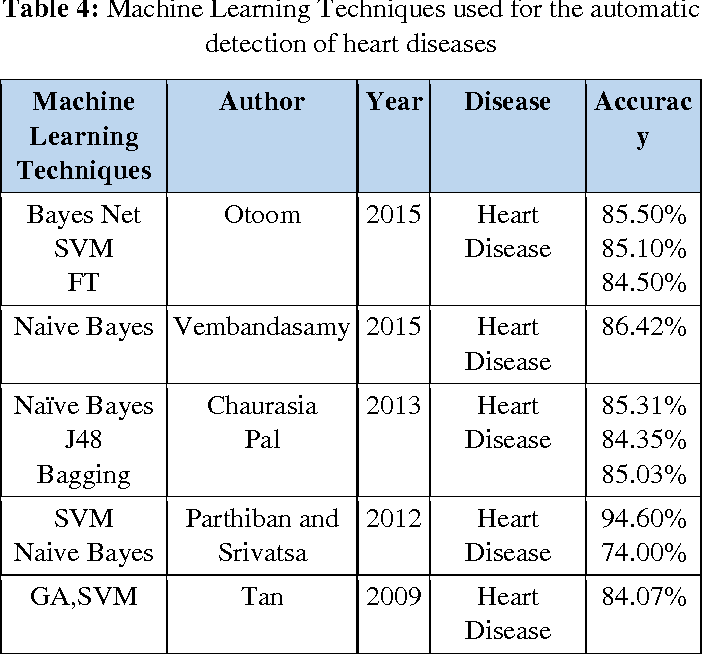 Table 4: Machine Learning Techniques used for the automatic
detection of heart diseases
Machine Learning Techniques Author Year Disease Accurac
y
Bayes Net Otoom 2015 Heart 85.50%
SVM Disease 85.10%
FT 84.50%
Naive Bayes Vembandasamy 2015 Heart 86.42%
Disease
Naïve Bayes Chaurasia 2013 Heart 85.31%
J48 Pal Disease 84.35%
Bagging 85.03%
SVM Parthiban and 2012 Heart 94.60%
Naive Bayes Srivatsa Disease 74.00%
GA,SVM Tan 2009 Heart 84.07%
Disease